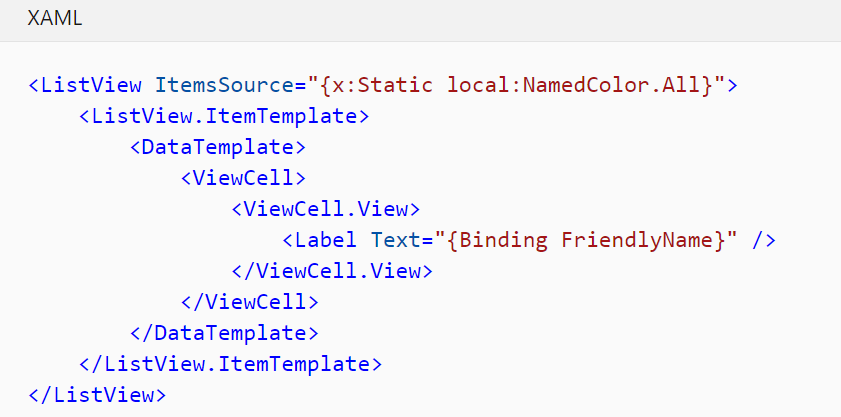 XAML
<ListView ItemsSource="{x:Static local:NamedColor.All}">
    <ListView.ItemTemplate>
        <DataTemplate>
            <ViewCell>
                <ViewCell.View>
                    <Label Text="{Binding FriendlyName}" />
                </ViewCell.View>
            </ViewCell>
        </DataTemplate>
    </ListView.ItemTemplate>
</ListView>